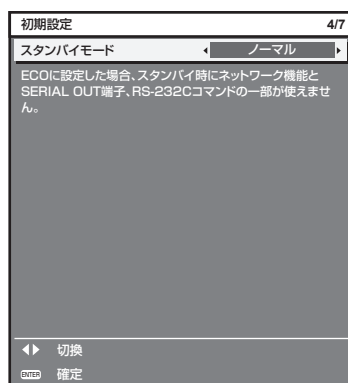 初期設定 4/7
スタンバイモード ノーマル
ECOに設定した場合、スタンバイ時にネットワーク機能と
SERIAL OUT端子、RS-232Cコマンドの一部が使えませ
ん。
切換
ENTER 確定